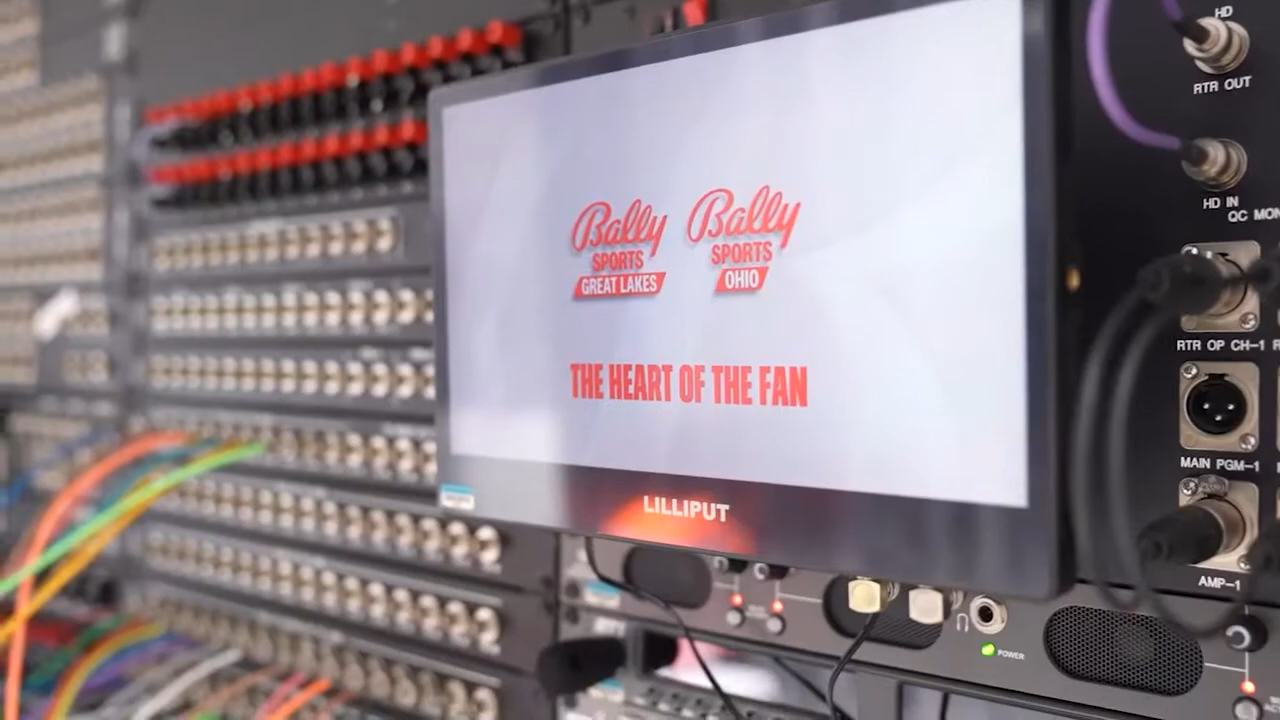 Bally
SPORTS
GREAT LAKES
Bally
SPORTS
OHIO
THE HEART OF THE FAN
LILLIPUT
HD
RTR OUT
HD IN
QC MON
RTR OP CH-1
MAIN PGM-1
AMP-1
POWER